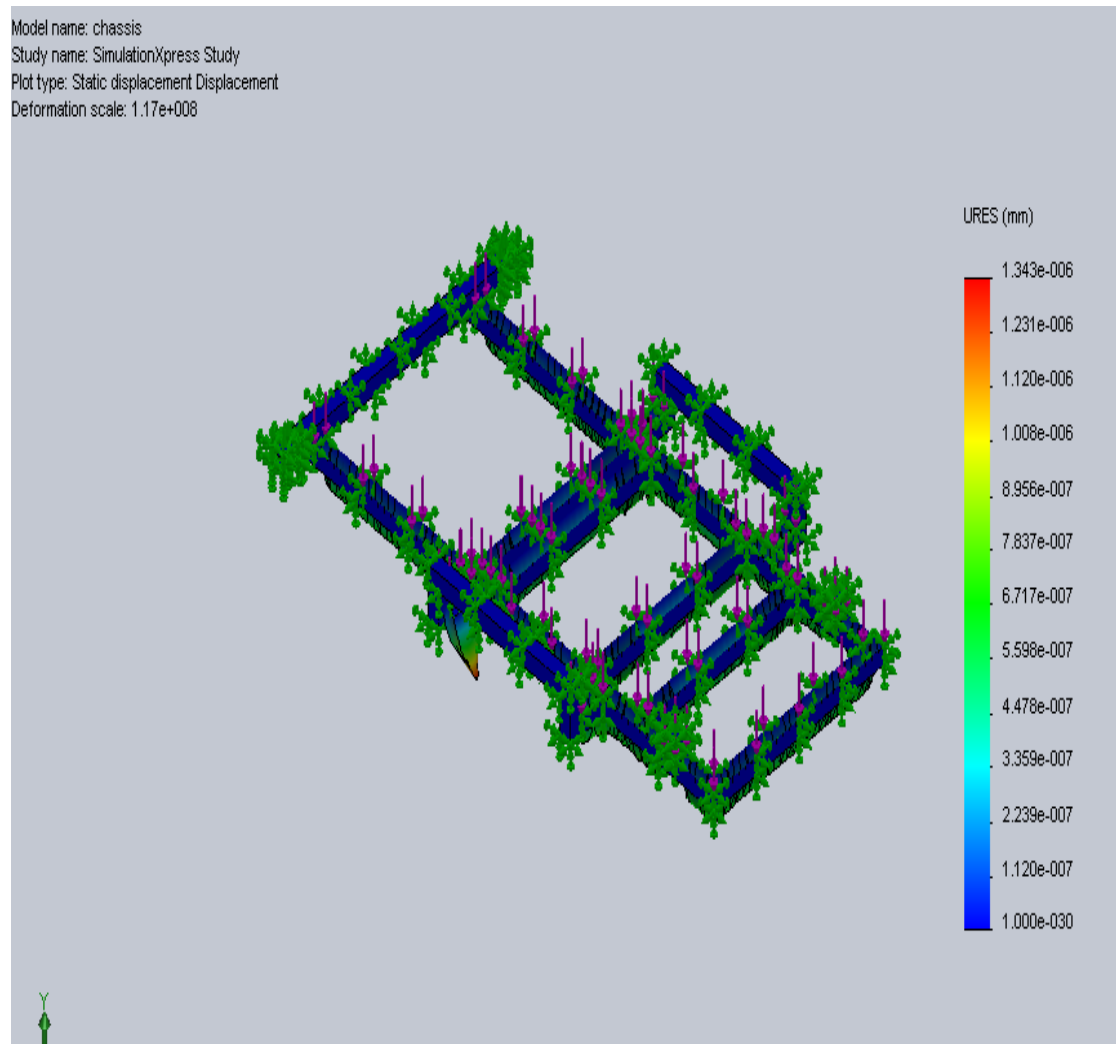 Model name: chassis
Study name: SimulationXpress Study
Plot type: Static displacement Displacement
Deformation scale: 1.17e+008
URES (mm)
1.343e-006
1.231e-006
1.120e-006
1.008e-006
8.956e-007
7.837e-007
6.717e-007
5.598e-007
4.478e-007
3.359e-007
2.239e-007
1.120e-007
1.000e-030
Y